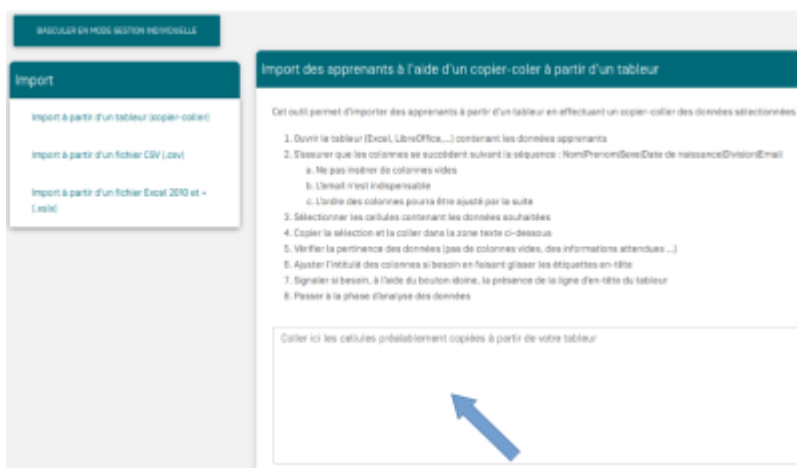 BASCULER EN MODE GESTION INDIVIDUELLE
Import
Import à partir d'un tableur (copier-coller)
Import à partir d'un fichier CSV (.csv)
Import à partir d'un fichier Excel 2010 et +
(.xslx)
Import des apprenants à l'aide d'un copier-coler à partir d'un tableur
Cet outil permet d'importer des apprenants à partir d'un tableur en effectuant un copier-coller des données sélectionnées
1. Ouvrir le tableur (Excel, LibreOffice,...) contenant les données apprenants
2. S'assurer que les colonnes se succèdent suivant la séquence : Nom|Prenom|Sexe|Date de naissance|Division|Email
a. Ne pas insérer de colonnes vides
b. L'email n'est indispensable
c. L'ordre des colonnes pourra être ajusté par la suite
3. Sélectionner les cellules contenant les données souhaitées
4. Copier la sélection et la coller dans la zone texte ci-dessous
5. Vérifier la pertinence des données (pas de colonnes vides, des informations attendues ...)
6. Ajuster l'intitulé des colonnes si besoin en faisant glisser les étiquettes en-tête
7. Signaler si besoin, à l'aide du bouton idoine, la présence de la ligne d'en-tête du tableur
8. Passer à la phase d'analyse des données
Coller ici les cellules préalablement copiées à partir de votre tableur